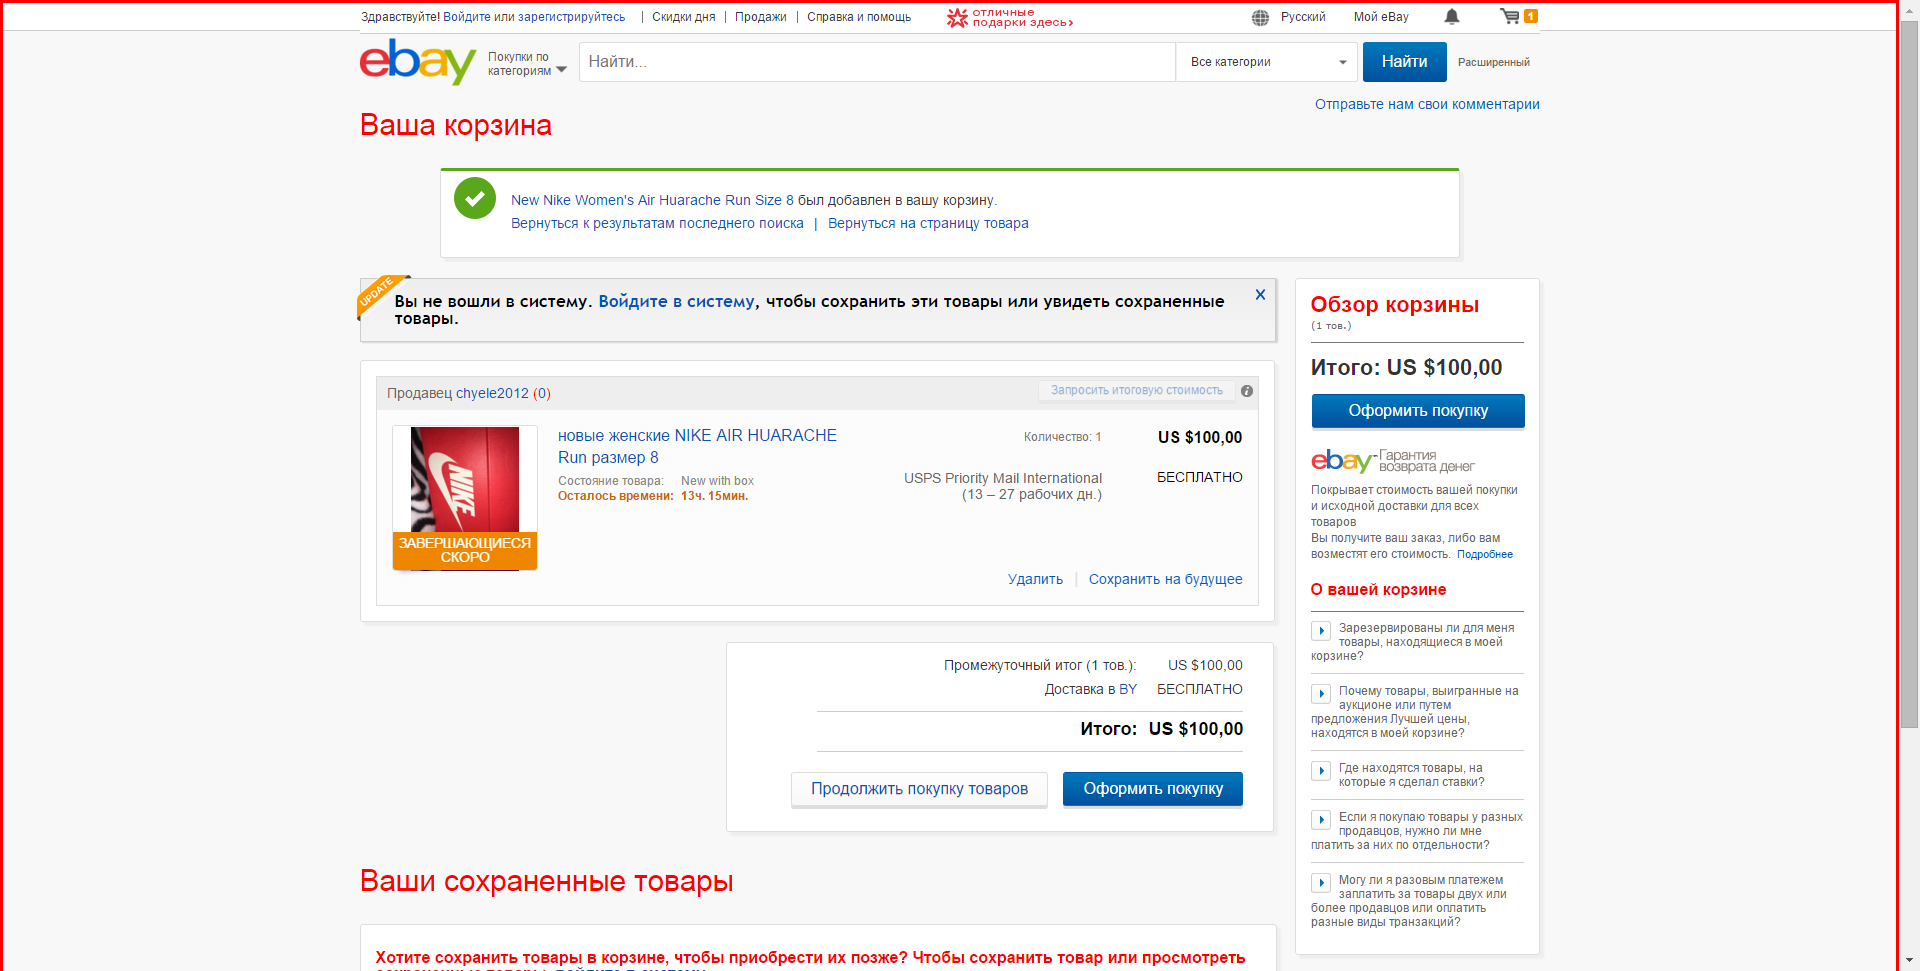 Здравствуйте! Войдите или зарегистрируйтесь | Скидки дня | Продажи | Справка и помощь
отличные
подарки здесь›
Русский Мой eBay 1
ebay
Покупки по
категориям
Найти...
Все категории
Найти
Расширенный
Отправьте нам свои комментарии
Ваша корзина
New Nike Women's Air Huarache Run Size 8 был добавлен в вашу корзину.
Вернуться к результатам последнего поиска | Вернуться на страницу товара
UPDATE
Вы не вошли в систему. Войдите в систему, чтобы сохранить эти товары или увидеть сохраненные
товары.
Продавец chyele2012 (0)
Запросить итоговую стоимость
NIKE
ЗАВЕРШАЮЩИЕСЯ
СКОРО
новые женские NIKE AIR HUARACHE
Run размер 8
Состояние товара: New with box
Осталось времени: 13ч. 15мин.
Количество: 1 US $100,00
USPS Priority Mail International БЕСПЛАТНО
(13 – 27 рабочих дн.)
Удалить | Сохранить на будущее
Промежуточный итог (1 тов.): US $100,00
Доставка в BY БЕСПЛАТНО
Итого: US $100,00
Продолжить покупку товаров
Оформить покупку
Обзор корзины
(1 тов.)
Итого: US $100,00
Оформить покупку
ebay Гарантия
возврата денег
Покрывает стоимость вашей покупки
и исходной доставки для всех
товаров
Вы получите ваш заказ, либо вам
возместят его стоимость. Подробнее
О вашей корзине
Зарезервированы ли для меня
товары, находящиеся в моей
корзине?
Почему товары, выигранные на
аукционе или путем
предложения Лучшей цены,
находятся в моей корзине?
Где находятся товары, на
которые я сделал ставки?
Если я покупаю товары у разных
продавцов, нужно ли мне
платить за них по отдельности?
Могу ли я разовым платежем
заплатить за товары двух или
более продавцов или оплатить
разные виды транзакций?
Ваши сохраненные товары
Хотите сохранить товары в корзине, чтобы приобрести их позже? Чтобы сохранить товар или просмотреть